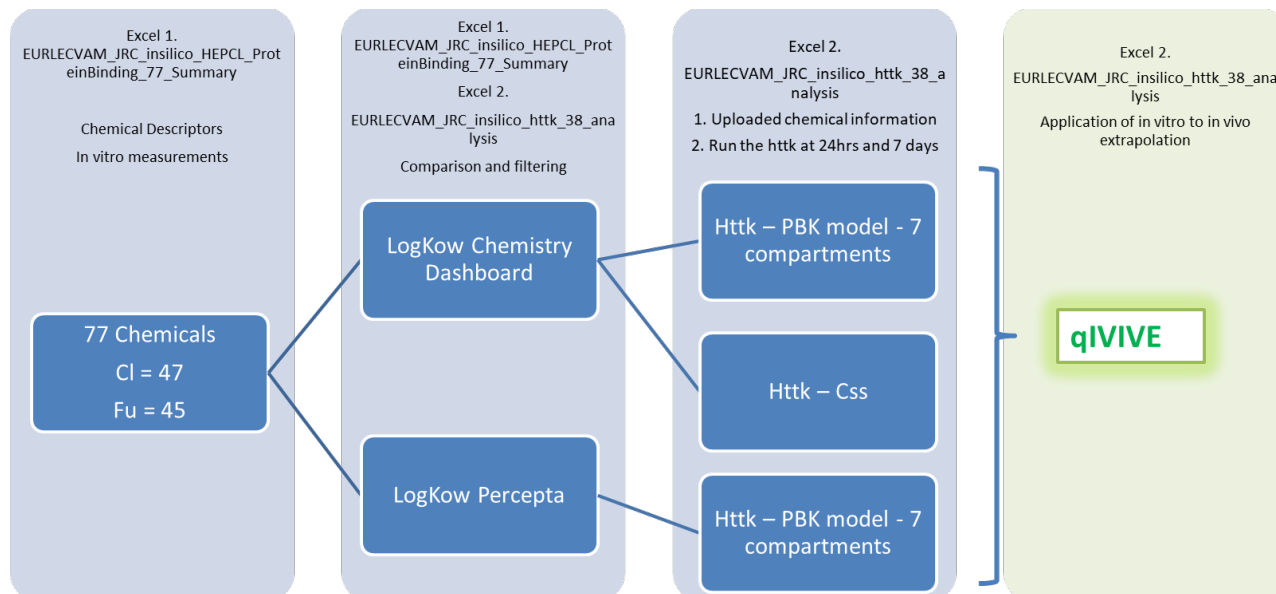 Excel 1.
EURLECVAM_JRC_insilico_HEPCL_Prot
einBinding_77_Summary
Chemical Descriptors
In vitro measurements
77 Chemicals
Cl = 47
Fu = 45
Excel 1.
EURLECVAM_JRC_insilico_HEPCL_Prot
einBinding_77_Summary
Excel 2.
EURLECVAM_JRC_insilico_httk_38_anal
ysis
Comparison and filtering
LogKow Chemistry
Dashboard
LogKow Percepta
Excel 2.
EURLECVAM_JRC_insilico_httk_38_a
nalysis
1. Uploaded chemical information
2. Run the httk at 24hrs and 7 days
Httk – PBK model - 7
compartments
Httk – Css
Httk – PBK model - 7
compartments
Excel 2.
EURLECVAM_JRC_insilico_httk_38_ana
lysis
Application of in vitro to in vivo
extrapolation
qIVIVE